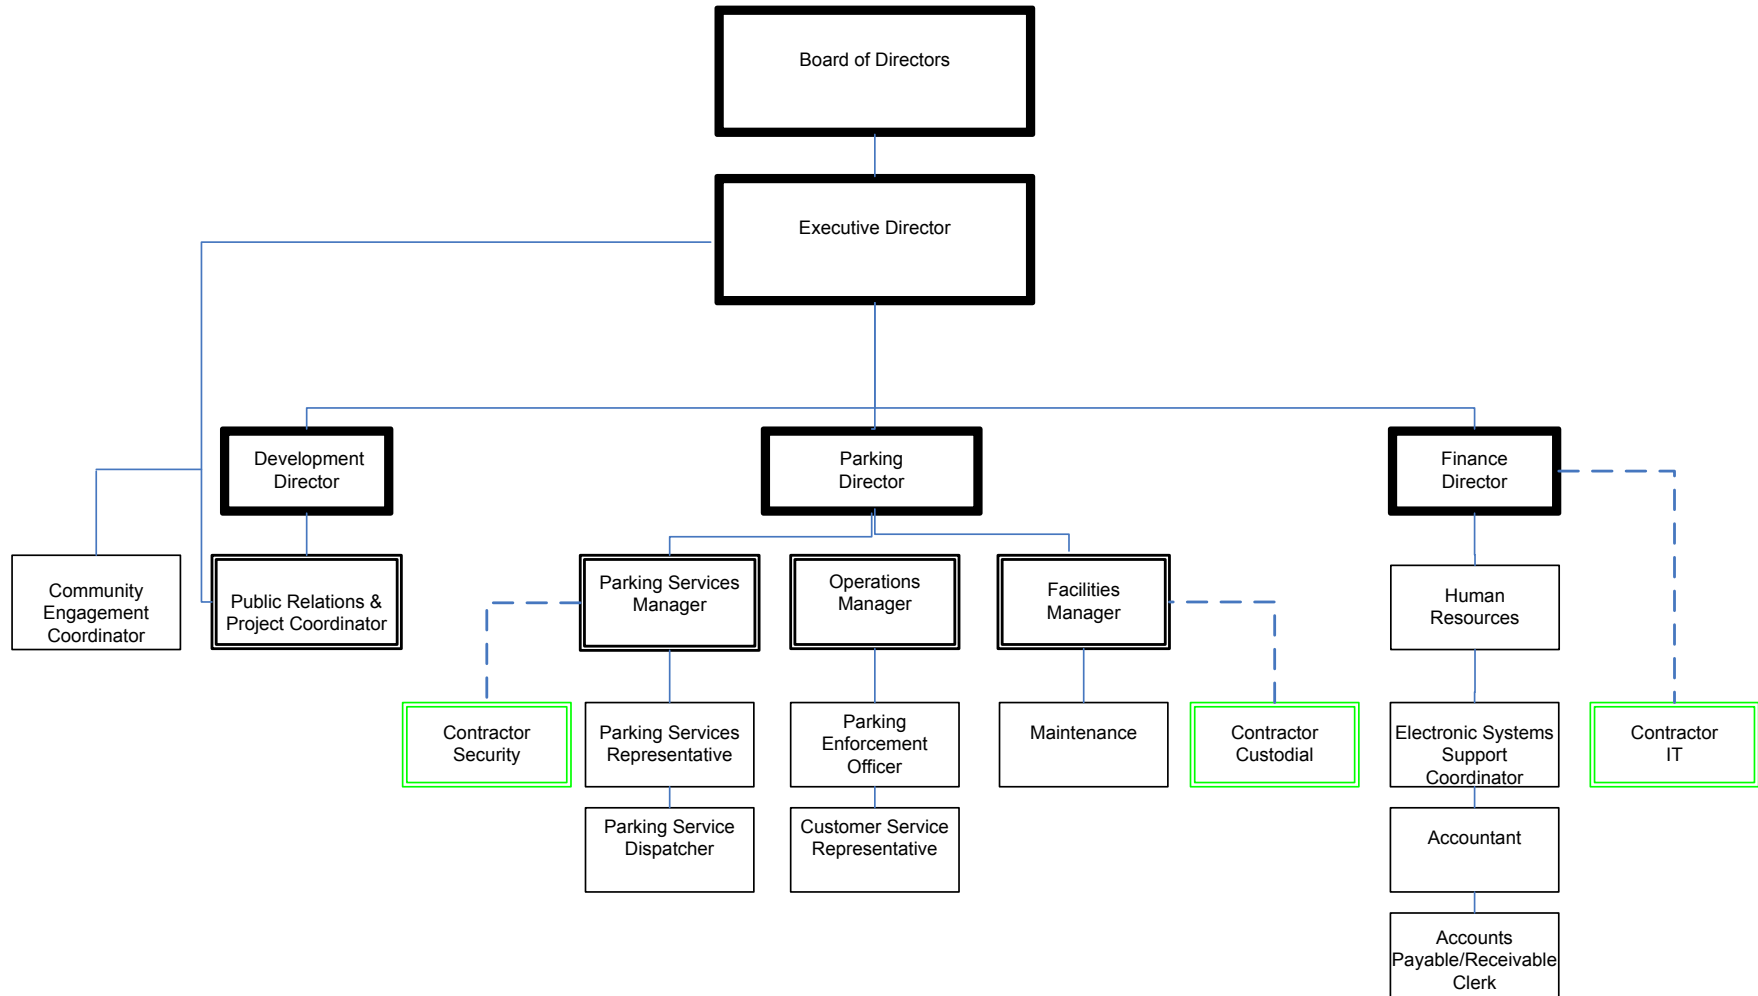 Board of Directors
Executive Director
Development
Director
Parking
Director
Finance
Director
Community
Engagement
Coordinator
Public Relations &
Project Coordinator
Parking Services
Manager
Operations
Manager
Facilities
Manager
Human
Resources
Contractor
Security
Parking Services
Representative
Parking
Enforcement
Officer
Maintenance
Contractor
Custodial
Electronic Systems
Support
Coordinator
Contractor
IT
Parking Service
Dispatcher
Customer Service
Representative
Accountant
Accounts
Payable/Receivable
Clerk